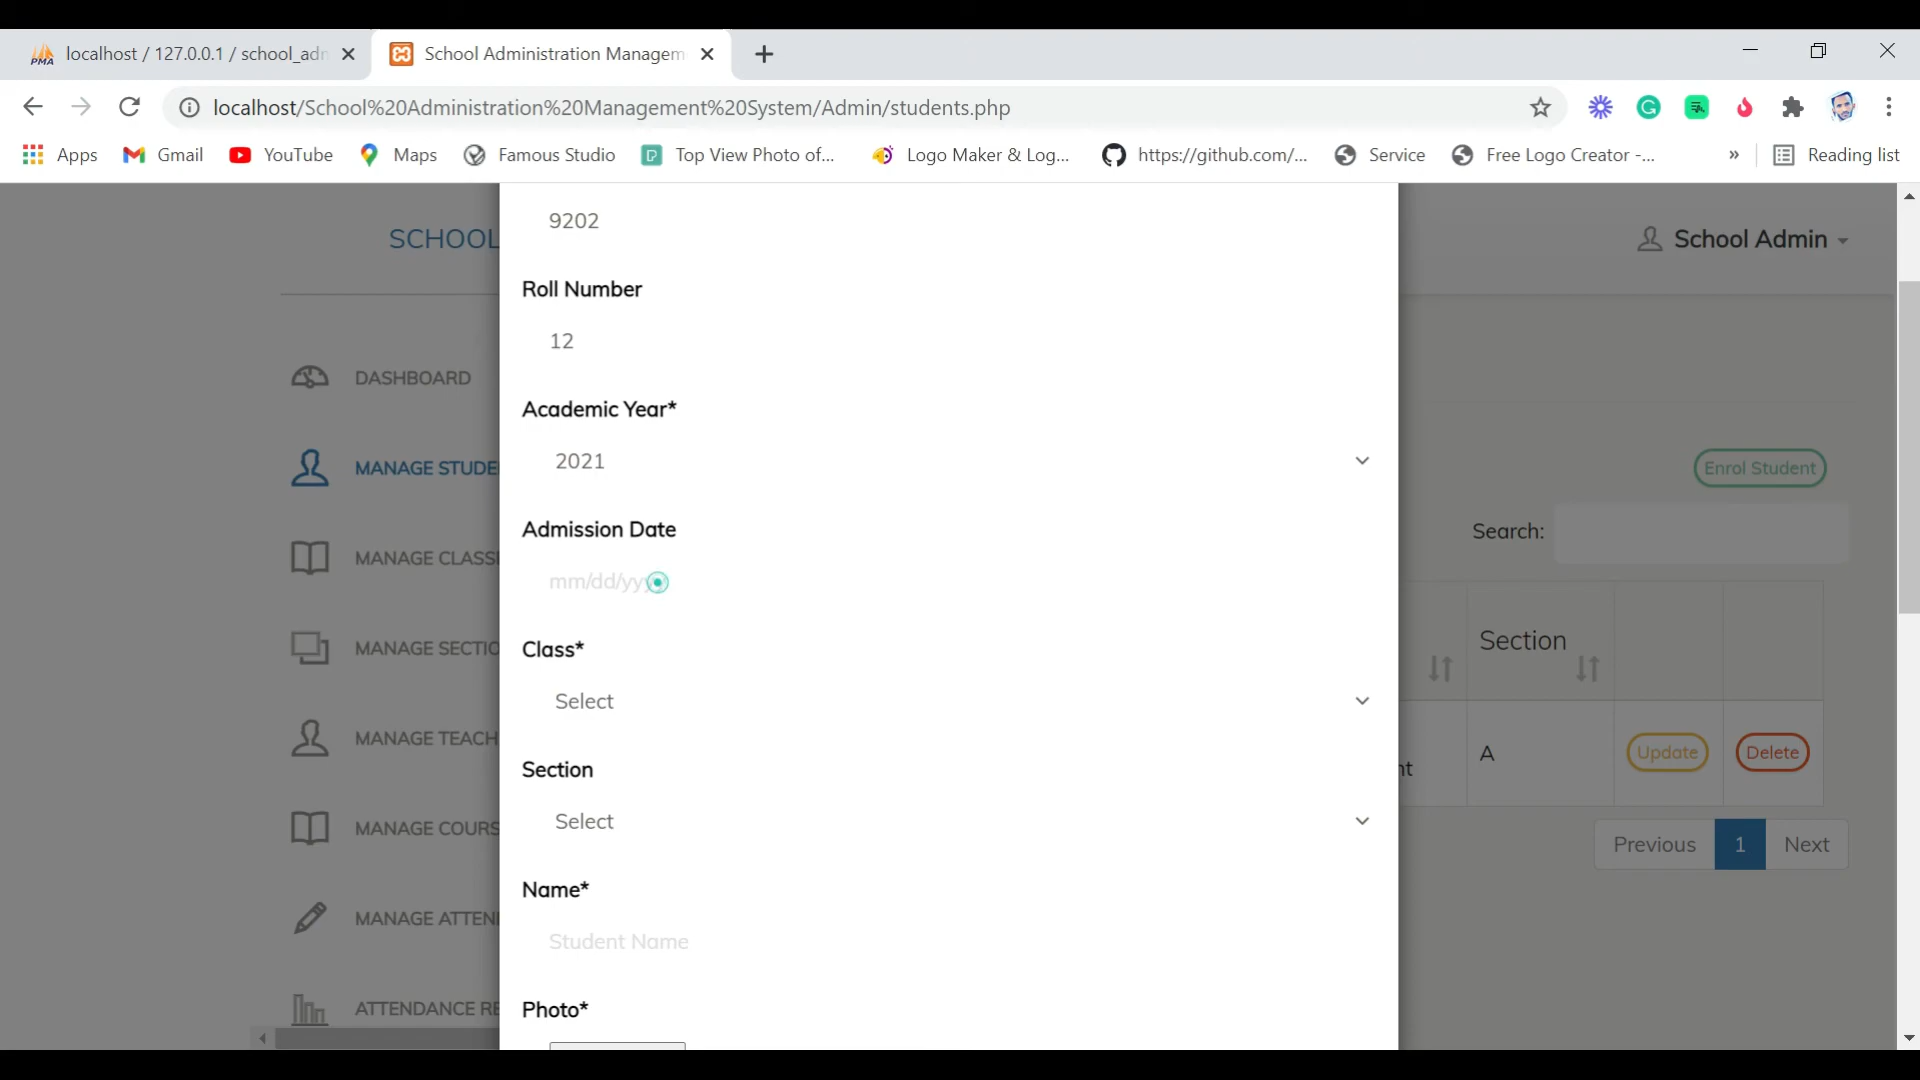 localhost / 127.0.0.1 / school_adn
School Administration Managem
localhost/School%20Administration%20Management%20System/Admin/students.php
Apps Gmail YouTube Maps Famous Studio Top View Photo of... Logo Maker & Log... https://github.com/... Service Free Logo Creator -... » Reading list
9202
SCHOOL
School Admin
Roll Number
12
DASHBOARD
Academic Year*
2021
MANAGE STUDE
Enrol Student
Admission Date
Search:
mm/dd/yyyy
MANAGE CLASS
Class*
Section
MANAGE SECTIO
Select
MANAGE TEACH
nt
A
Update
Delete
Section
Select
MANAGE COURS
Previous 1 Next
Name*
MANAGE ATTEN
Student Name
Photo*
ATTENDANCE RE